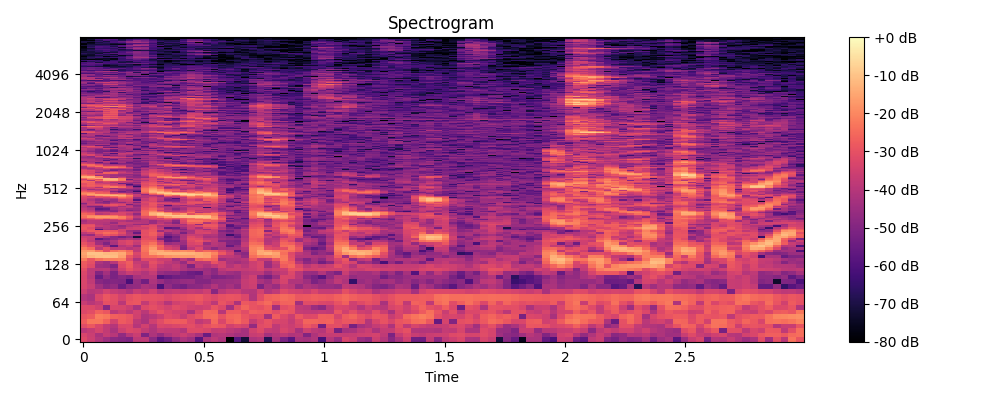 Spectrogram
+0 dB
4096
-10 dB
2048
-20 dB
1024
-30 dB
Hz
512
-40 dB
256
-50 dB
128
-60 dB
64
-70 dB
0
-80 dB
0 0.5 1 1.5 2 2.5
Time